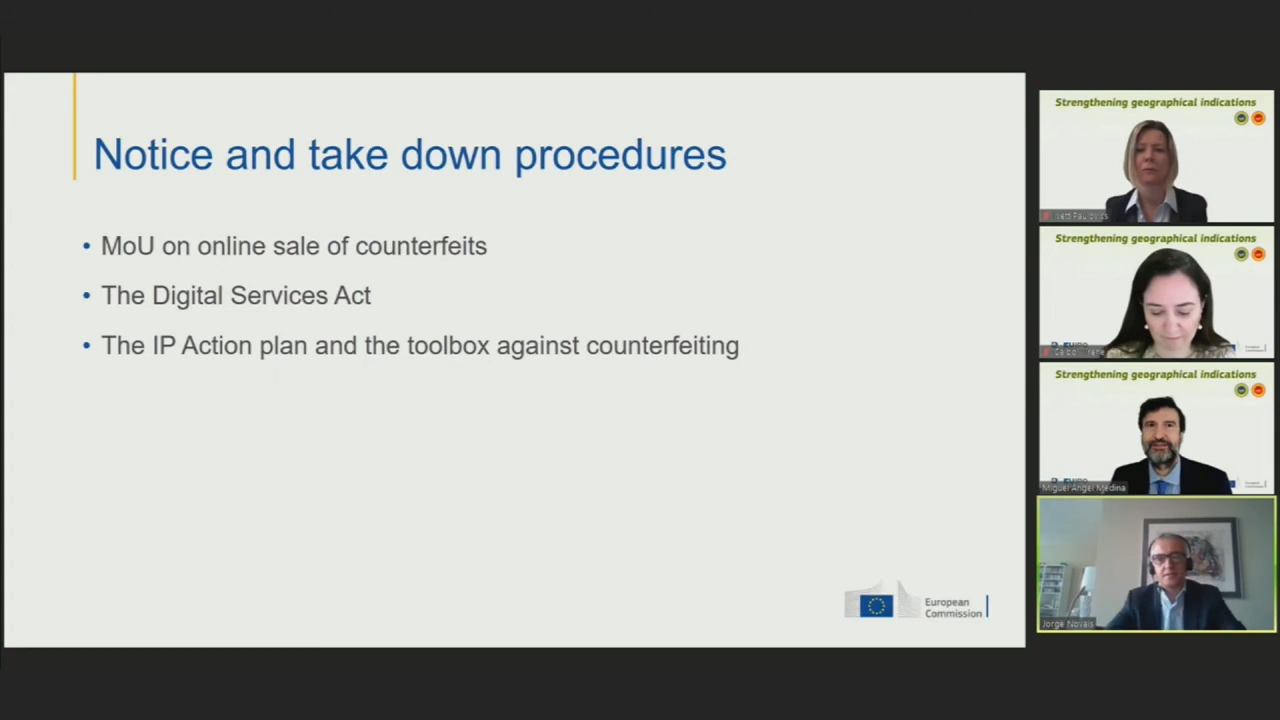 Notice and take down procedures
• MoU on online sale of counterfeits
• The Digital Services Act
• The IP Action plan and the toolbox against counterfeiting
European
Commission
Strengthening geographical indications
Strengthening geographical indications
Strengthening geographical indications
Miguel Angel Medina
Jorge Novais